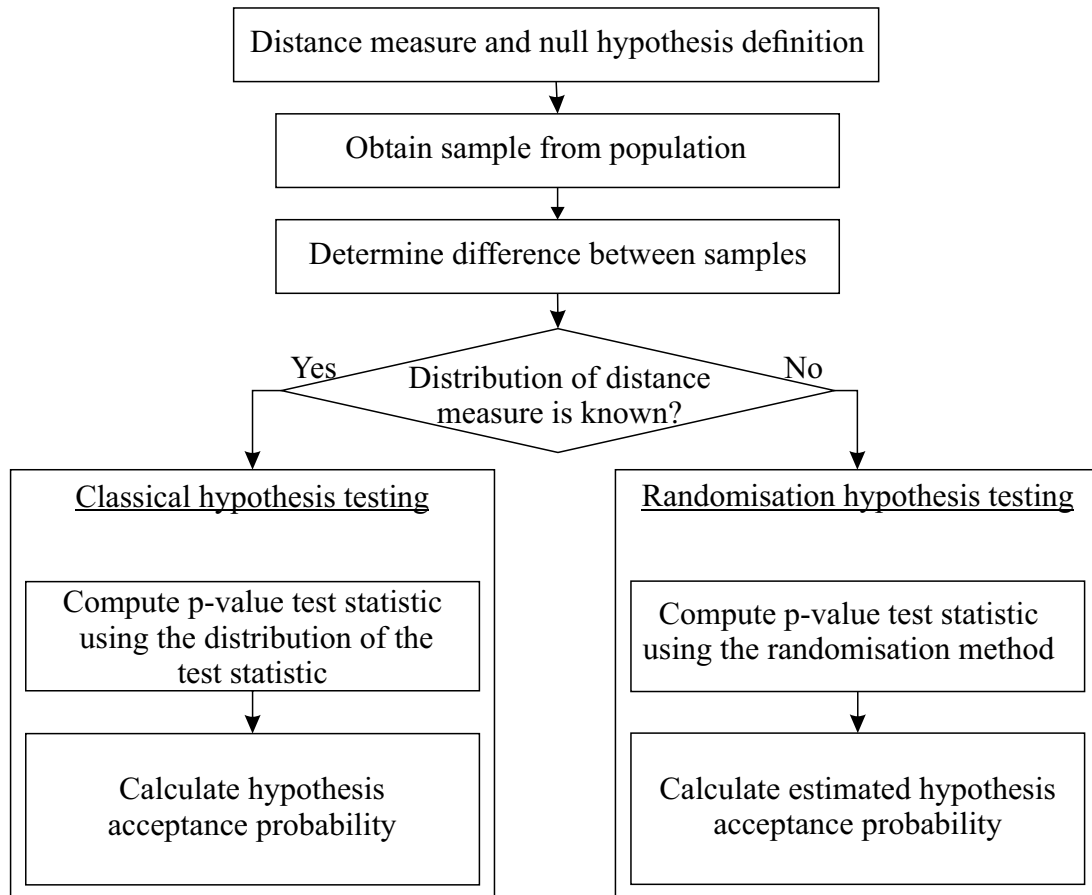 Distance measure and null hypothesis definition
Obtain sample from population
Determine difference between samples
Yes
No
Distribution of distance
measure is known?
Classical hypothesis testing
Compute p-value test statistic
using the distribution of the
test statistic
Calculate hypothesis
acceptance probability
Randomisation hypothesis testing
Compute p-value test statistic
using the randomisation method
Calculate estimated hypothesis
acceptance probability